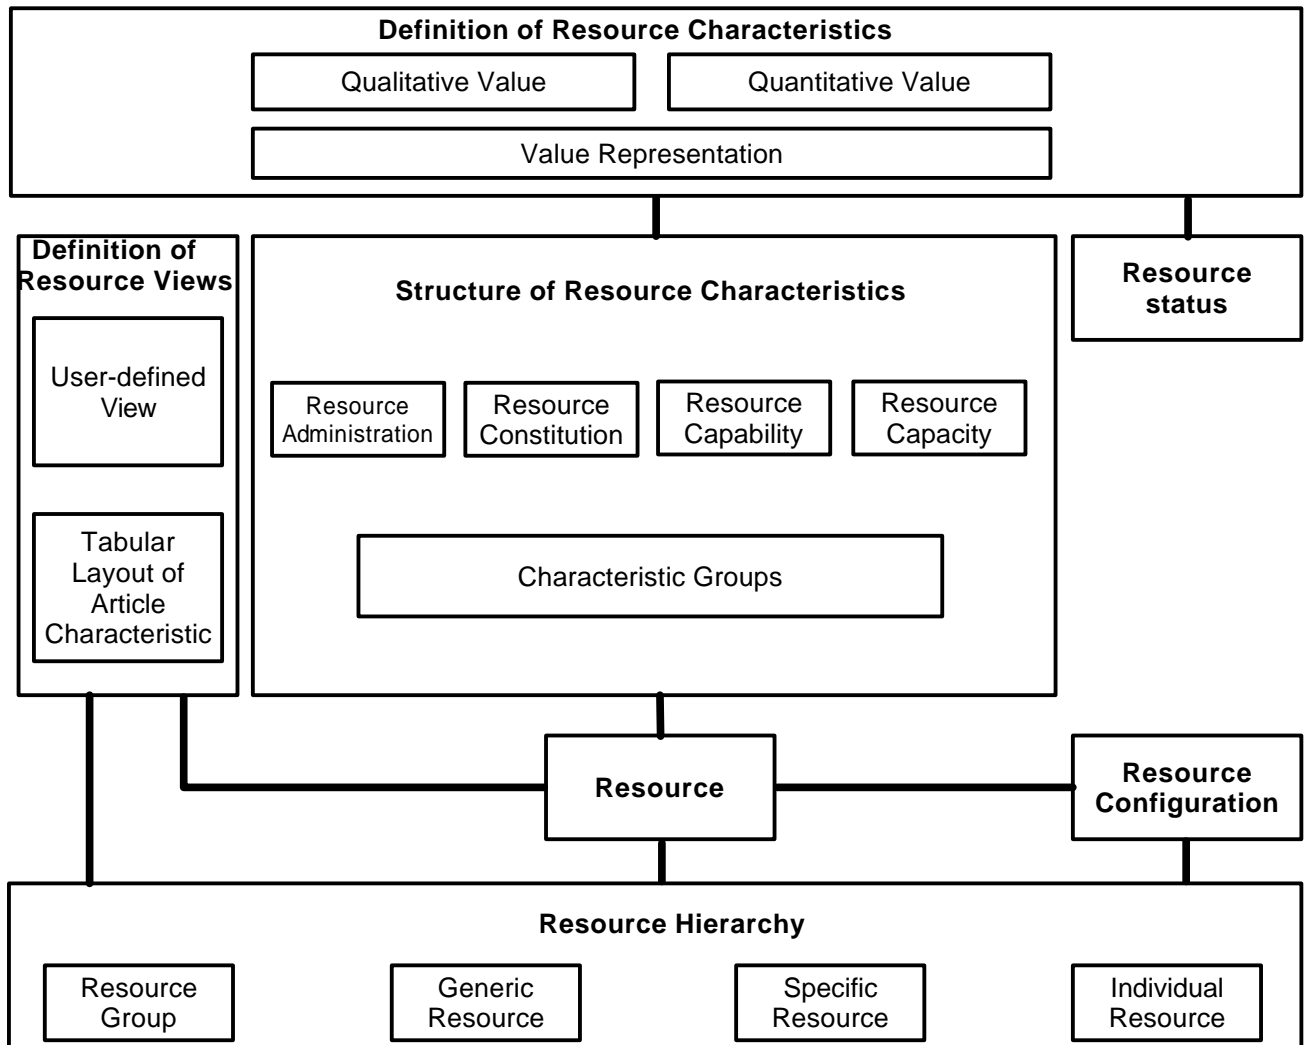 Definition of Resource Characteristics
Qualitative Value
Quantitative Value
Value Representation
Definition of
Resource Views
User-defined
View
Tabular
Layout of
Article
Characteristic
Structure of Resource Characteristics
Resource
Administration
Resource
Constitution
Resource
Capability
Resource
Capacity
Characteristic Groups
Resource
status
Resource
Resource
Configuration
Resource Hierarchy
Resource
Group
Generic
Resource
Specific
Resource
Individual
Resource